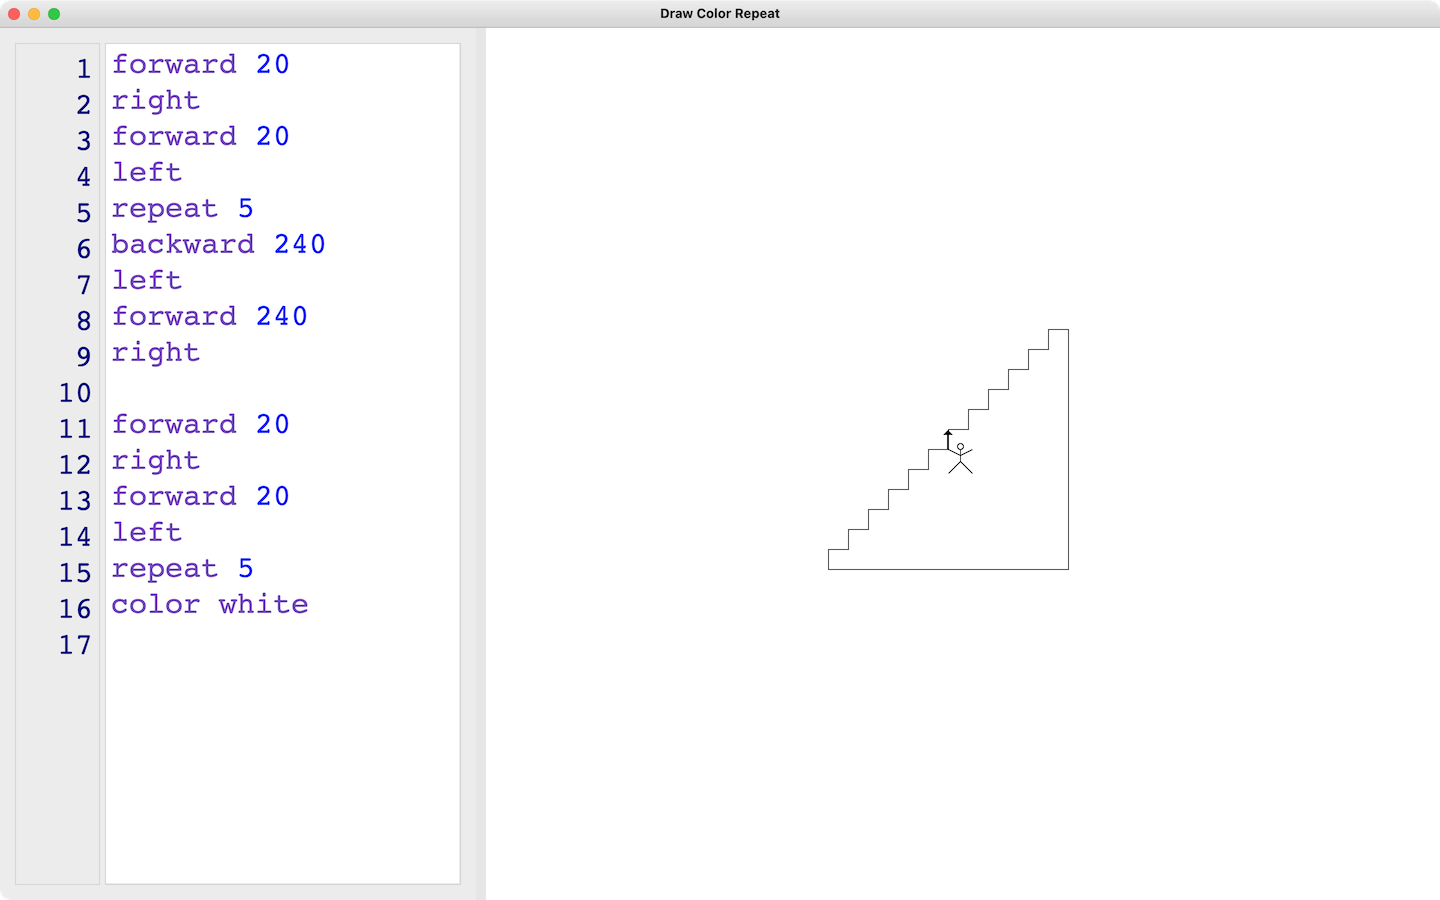 Draw Color Repeat
1 forward 20
2 right
3 forward 20
4 left
5 repeat 5
6 backward 240
7 left
8 forward 240
9 right
10
11 forward 20
12 right
13 forward 20
14 left
15 repeat 5
16 color white
17